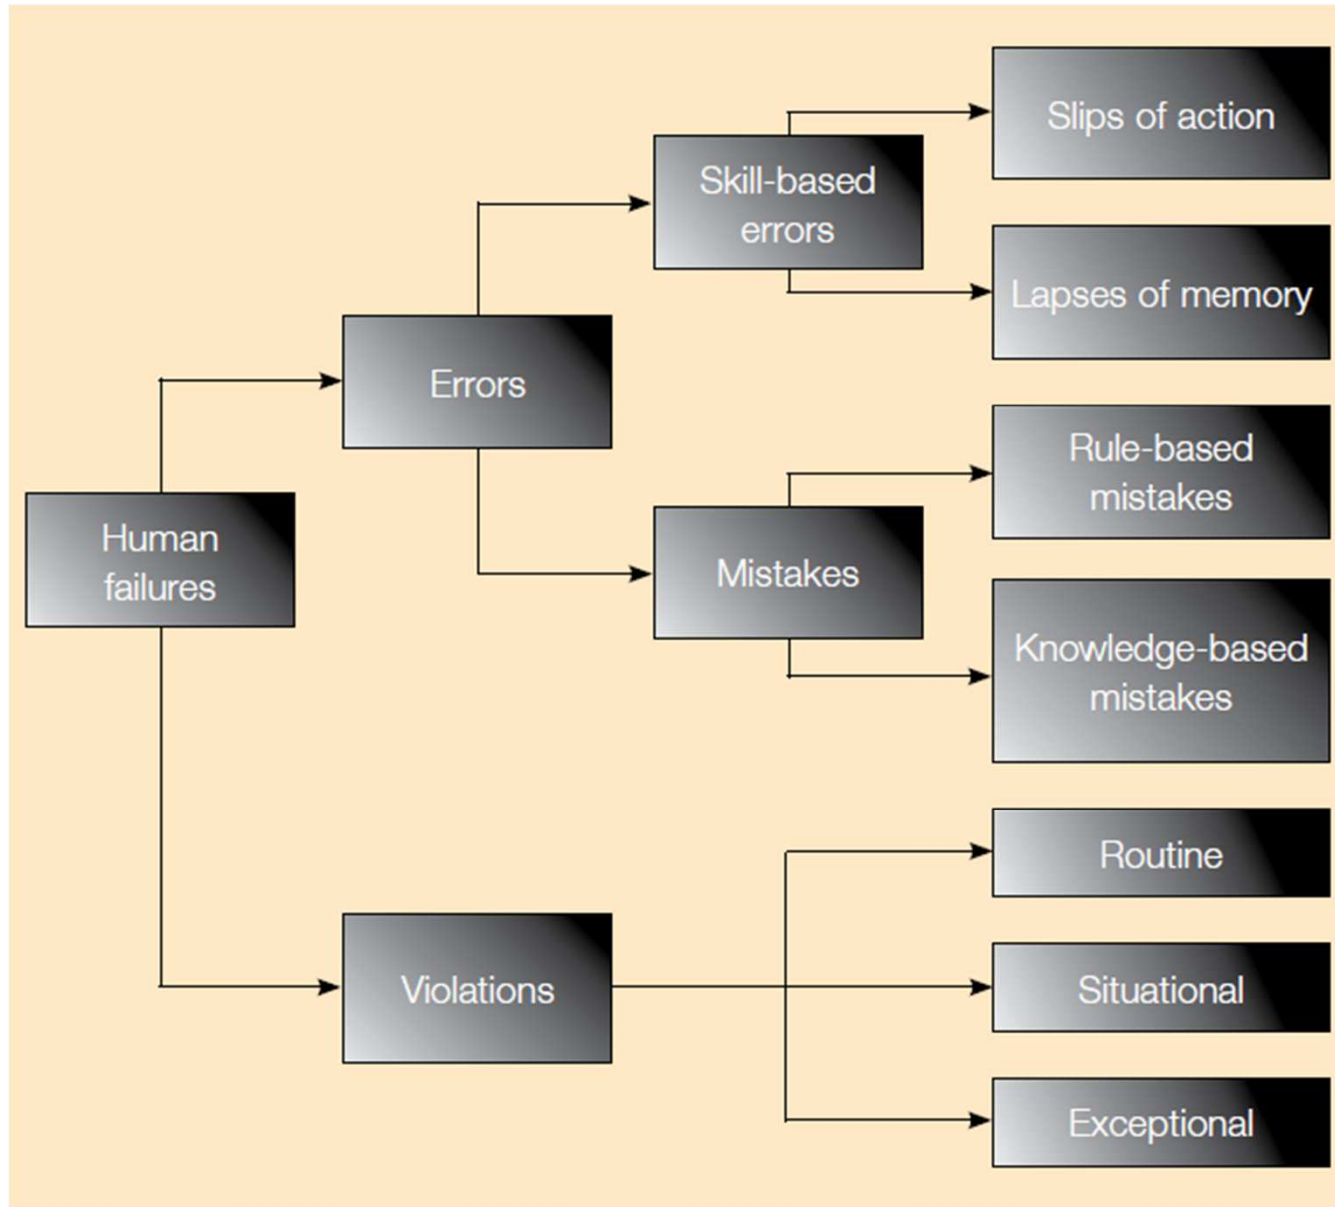 Slips of action
Skill-based
errors
Lapses of memory
Errors
Rule-based
mistakes
Human
failures
Mistakes
Knowledge-based
mistakes
Routine
Violations
Situational
Exceptional